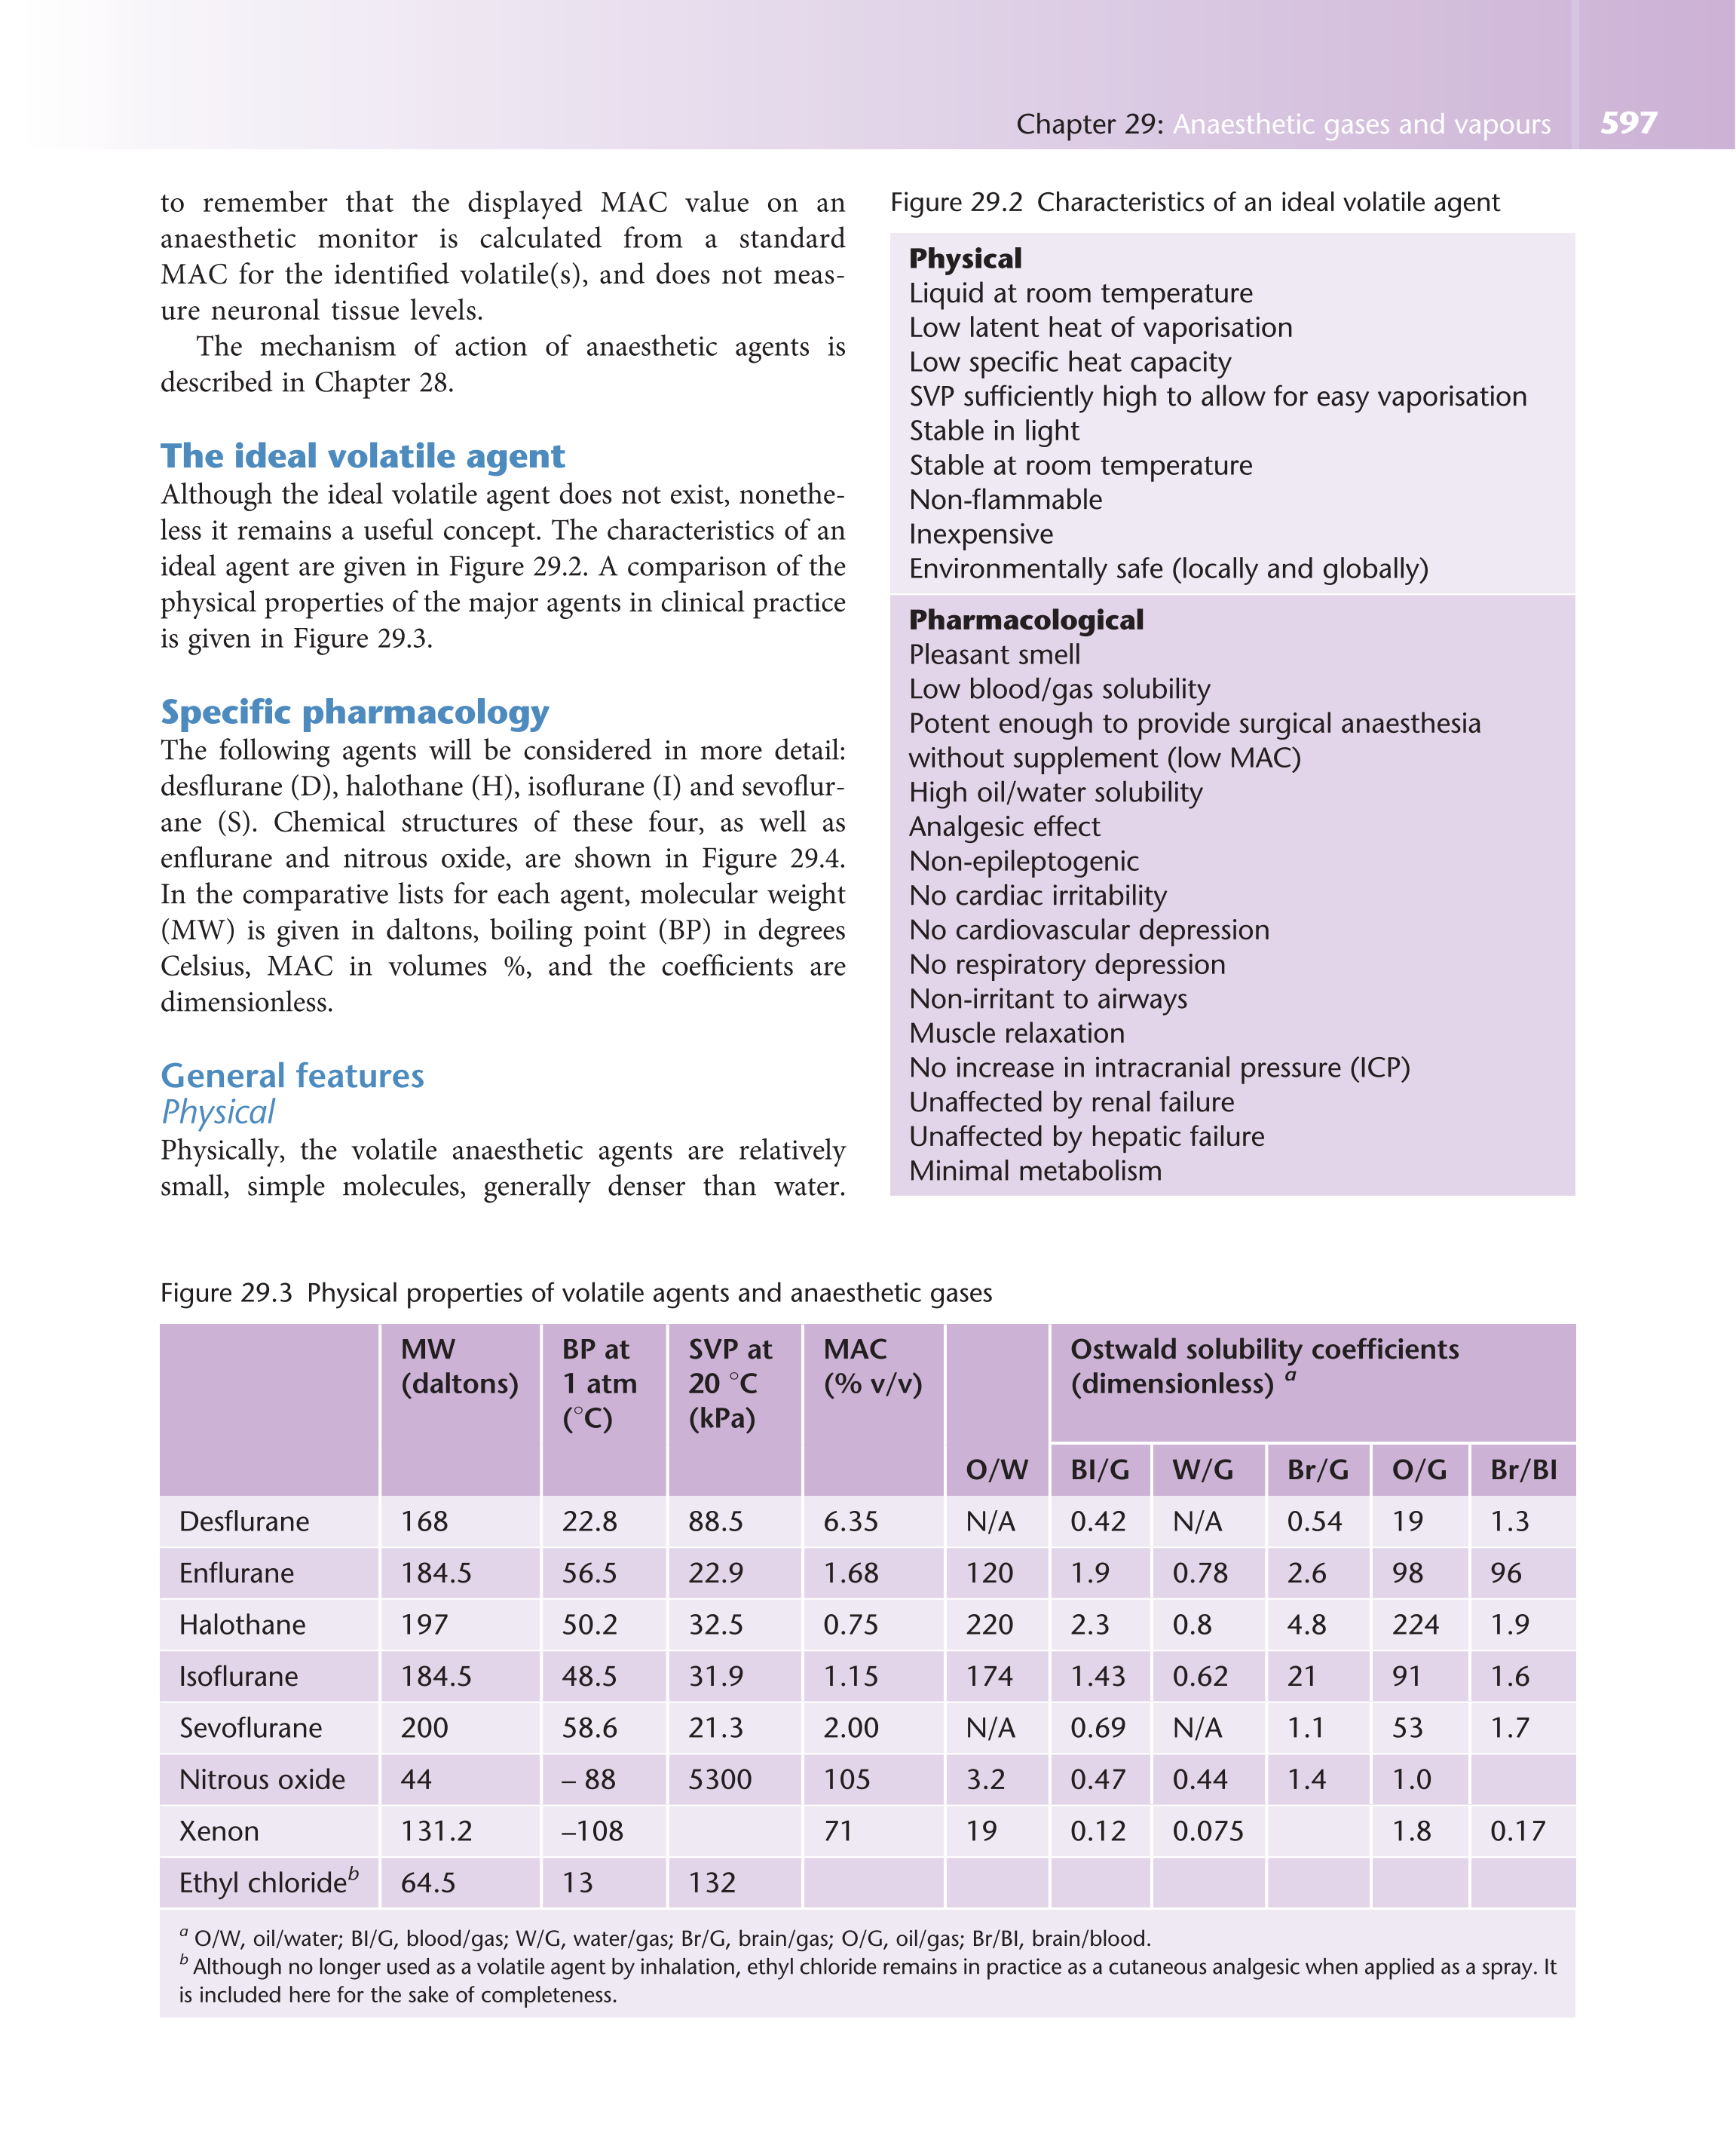 Chapter 29: Anaesthetic gases and vapours 597
to remember that the displayed MAC value on an
anaesthetic monitor is calculated from a standard
MAC for the identified volatile(s), and does not meas-
ure neuronal tissue levels.
The mechanism of action of anaesthetic agents is
described in Chapter 28.
The ideal volatile agent
Although the ideal volatile agent does not exist, nonethe-
less it remains a useful concept. The characteristics of an
ideal agent are given in Figure 29.2. A comparison of the
physical properties of the major agents in clinical practice
is given in Figure 29.3.
Specific pharmacology
The following agents will be considered in more detail:
desflurane (D), halothane (H), isoflurane (I) and sevoflur-
ane (S). Chemical structures of these four, as well as
enflurane and nitrous oxide, are shown in Figure 29.4.
In the comparative lists for each agent, molecular weight
(MW) is given in daltons, boiling point (BP) in degrees
Celsius, MAC in volumes %, and the coefficients are
dimensionless.
General features
Physical
Physically, the volatile anaesthetic agents are relatively
small, simple molecules, generally denser than water.
Figure 29.2 Characteristics of an ideal volatile agent
Physical
Liquid at room temperature
Low latent heat of vaporisation
Low specific heat capacity
SVP sufficiently high to allow for easy vaporisation
Stable in light
Stable at room temperature
Non-flammable
Inexpensive
Environmentally safe (locally and globally)
Pharmacological
Pleasant smell
Low blood/gas solubility
Potent enough to provide surgical anaesthesia
without supplement (low MAC)
High oil/water solubility
Analgesic effect
Non-epileptogenic
No cardiac irritability
No cardiovascular depression
No respiratory depression
Non-irritant to airways
Muscle relaxation
No increase in intracranial pressure (ICP)
Unaffected by renal failure
Unaffected by hepatic failure
Minimal metabolism
Figure 29.3 Physical properties of volatile agents and anaesthetic gases
MW BP at SVP at MAC Ostwald solubility coefficients
(daltons) 1 atm 20 °C (% v/v) (dimensionless) a
(°C) (kPa)
O/W Bl/G W/G Br/G O/G Br/Bl
Desflurane 168 22.8 88.5 6.35 N/A 0.42 N/A 0.54 19 1.3
Enflurane 184.5 56.5 22.9 1.68 120 1.9 0.78 2.6 98 96
Halothane 197 50.2 32.5 0.75 220 2.3 0.8 4.8 224 1.9
Isoflurane 184.5 48.5 31.9 1.15 174 1.43 0.62 21 91 1.6
Sevoflurane 200 58.6 21.3 2.00 N/A 0.69 N/A 1.1 53 1.7
Nitrous oxide 44 – 88 5300 105 3.2 0.47 0.44 1.4 1.0
Xenon 131.2 –108 71 19 0.12 0.075 1.8 0.17
Ethyl chloride b 64.5 13 132
a O/W, oil/water; Bl/G, blood/gas; W/G, water/gas; Br/G, brain/gas; O/G, oil/gas; Br/Bl, brain/blood.
b Although no longer used as a volatile agent by inhalation, ethyl chloride remains in practice as a cutaneous analgesic when applied as a spray. It
is included here for the sake of completeness.